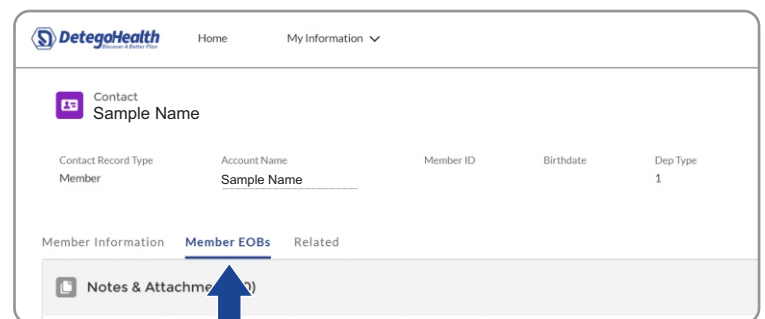 DetegoHealth
Discover A Better Plan
Home My Information
Contact
Sample Name
Contact Record Type Account Name Member ID Birthdate Dep Type
Member Sample Name 1
Member Information Member EOBs Related
Notes &